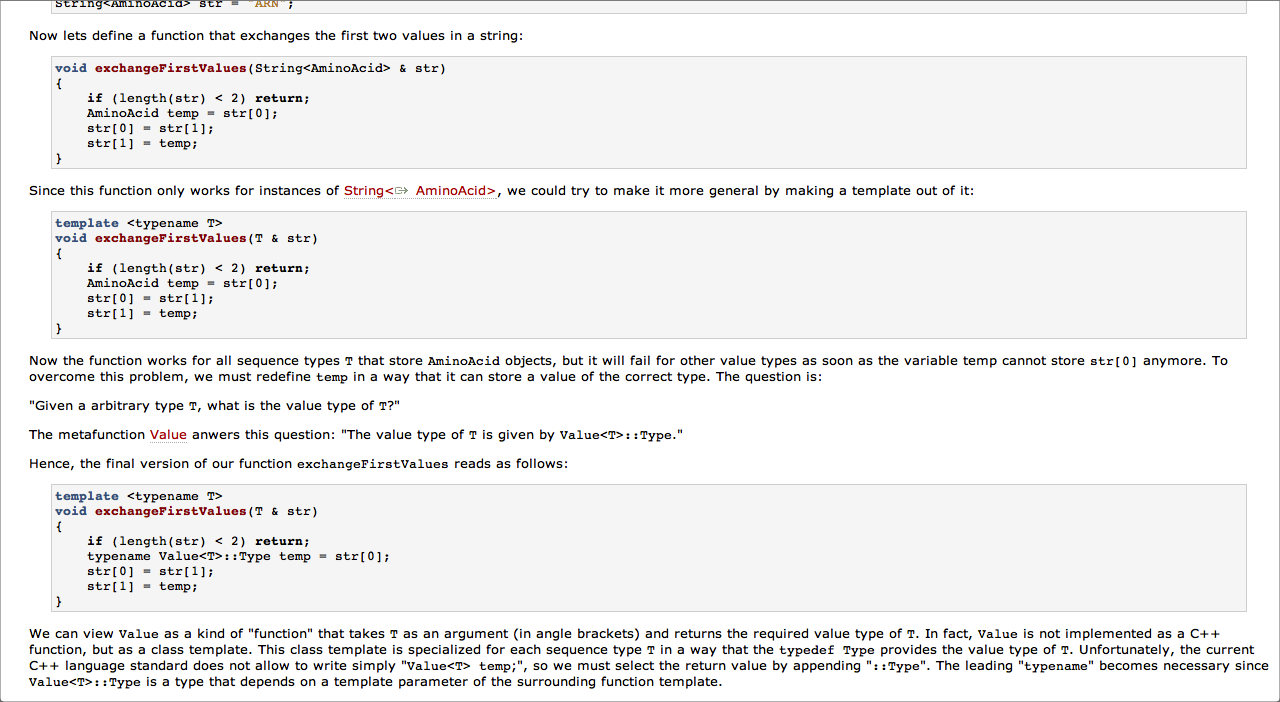 String<AminoAcid> str = "ARN";
Now lets define a function that exchanges the first two values in a string:
void exchangeFirstValues(String<AminoAcid> & str)
{
    if (length(str) < 2) return;
    AminoAcid temp = str[0];
    str[0] = str[1];
    str[1] = temp;
}
Since this function only works for instances of String< AminoAcid>, we could try to make it more general by making a template out of it:
template <typename T>
void exchangeFirstValues(T & str)
{
    if (length(str) < 2) return;
    AminoAcid temp = str[0];
    str[0] = str[1];
    str[1] = temp;
}
Now the function works for all sequence types T that store AminoAcid objects, but it will fail for other value types as soon as the variable temp cannot store str[0] anymore. To
overcome this problem, we must redefine temp in a way that it can store a value of the correct type. The question is:
"Given a arbitrary type T, what is the value type of T?"
The metafunction Value anwers this question: "The value type of T is given by Value<T>::Type."
Hence, the final version of our function exchangeFirstValues reads as follows:
template <typename T>
void exchangeFirstValues(T & str)
{
    if (length(str) < 2) return;
    typename Value<T>::Type temp = str[0];
    str[0] = str[1];
    str[1] = temp;
}
We can view Value as a kind of "function" that takes T as an argument (in angle brackets) and returns the required value type of T. In fact, Value is not implemented as a C++
function, but as a class template. This class template is specialized for each sequence type T in a way that the typedef Type provides the value type of T. Unfortunately, the current
C++ language standard does not allow to write simply "Value<T> temp;", so we must select the return value by appending "::Type". The leading "typename" becomes necessary since
Value<T>::Type is a type that depends on a template parameter of the surrounding function template.